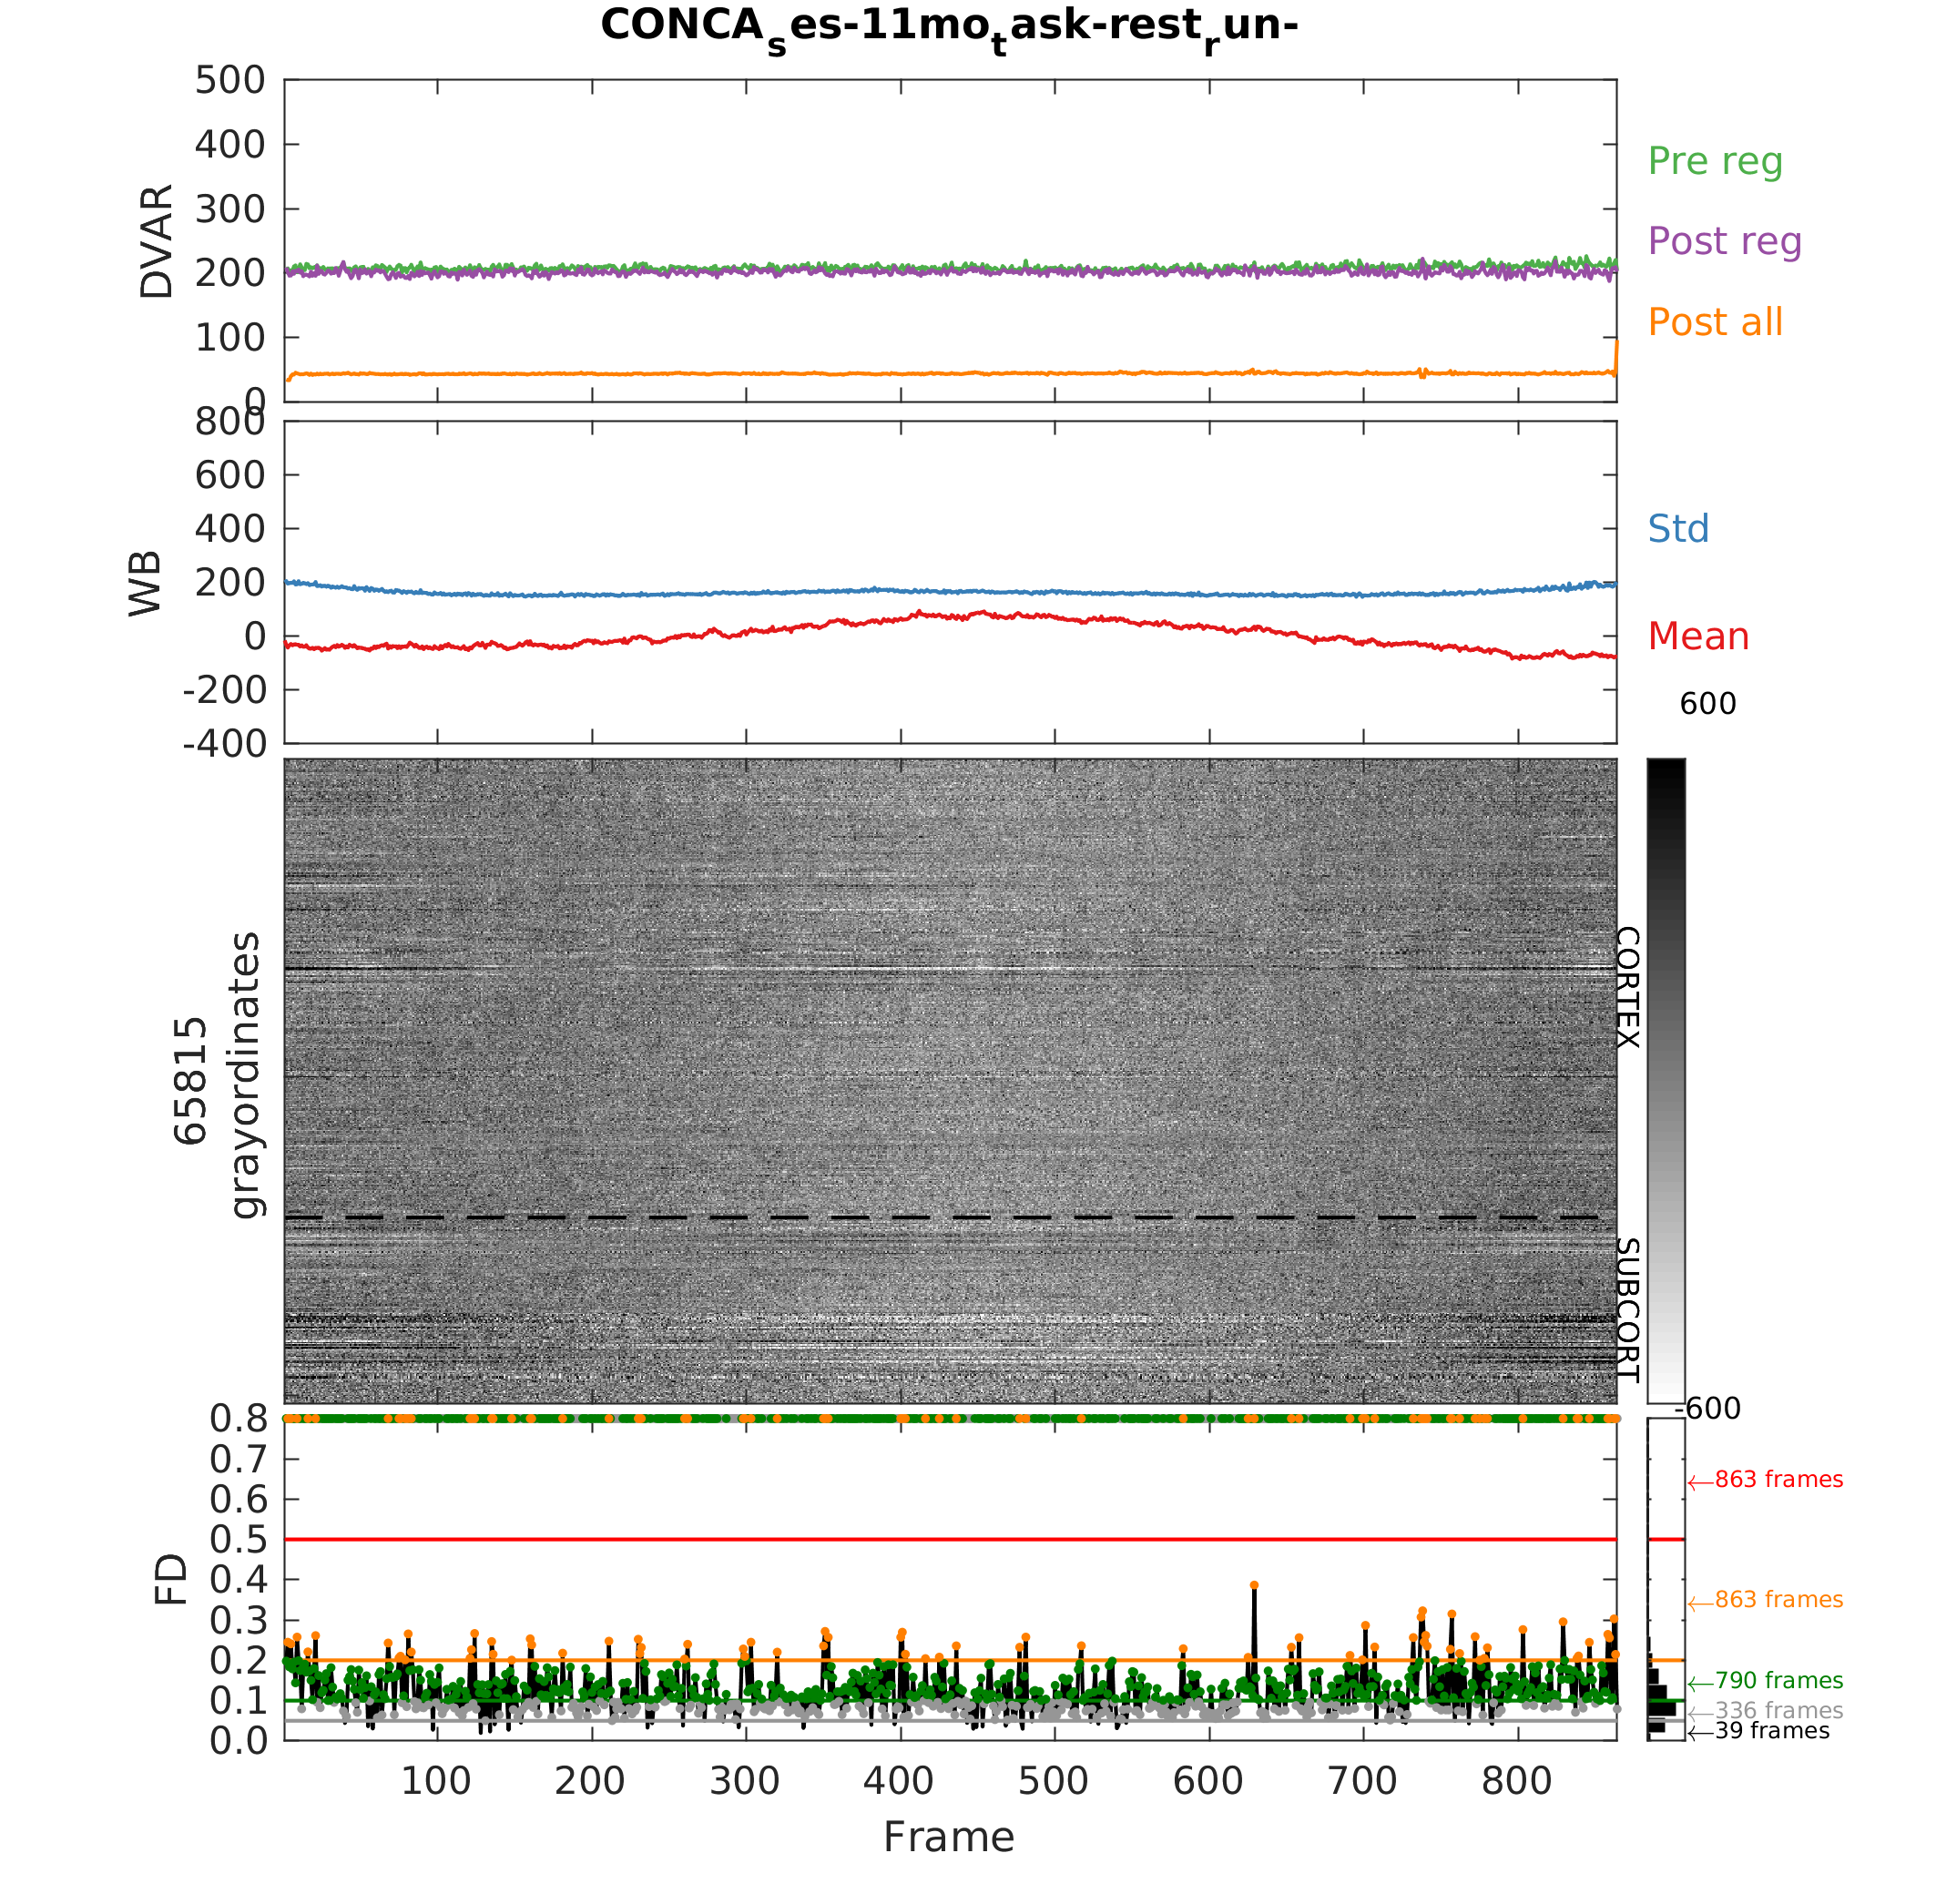 CONCAses-11motask-restrun-
500
400
300
200
100
0
DVAR
Pre reg
Post reg
Post all
800
600
400
200
0
-200
-400
WB
Std
Mean
600
65815
grayordinates
CORTEX
SUBCORT
-600
0.8
0.7
0.6
0.5
0.4
0.3
0.2
0.1
0.0
FD
←863 frames
←863 frames
←790 frames
←336 frames
←39 frames
100 200 300 400 500 600 700 800
Frame